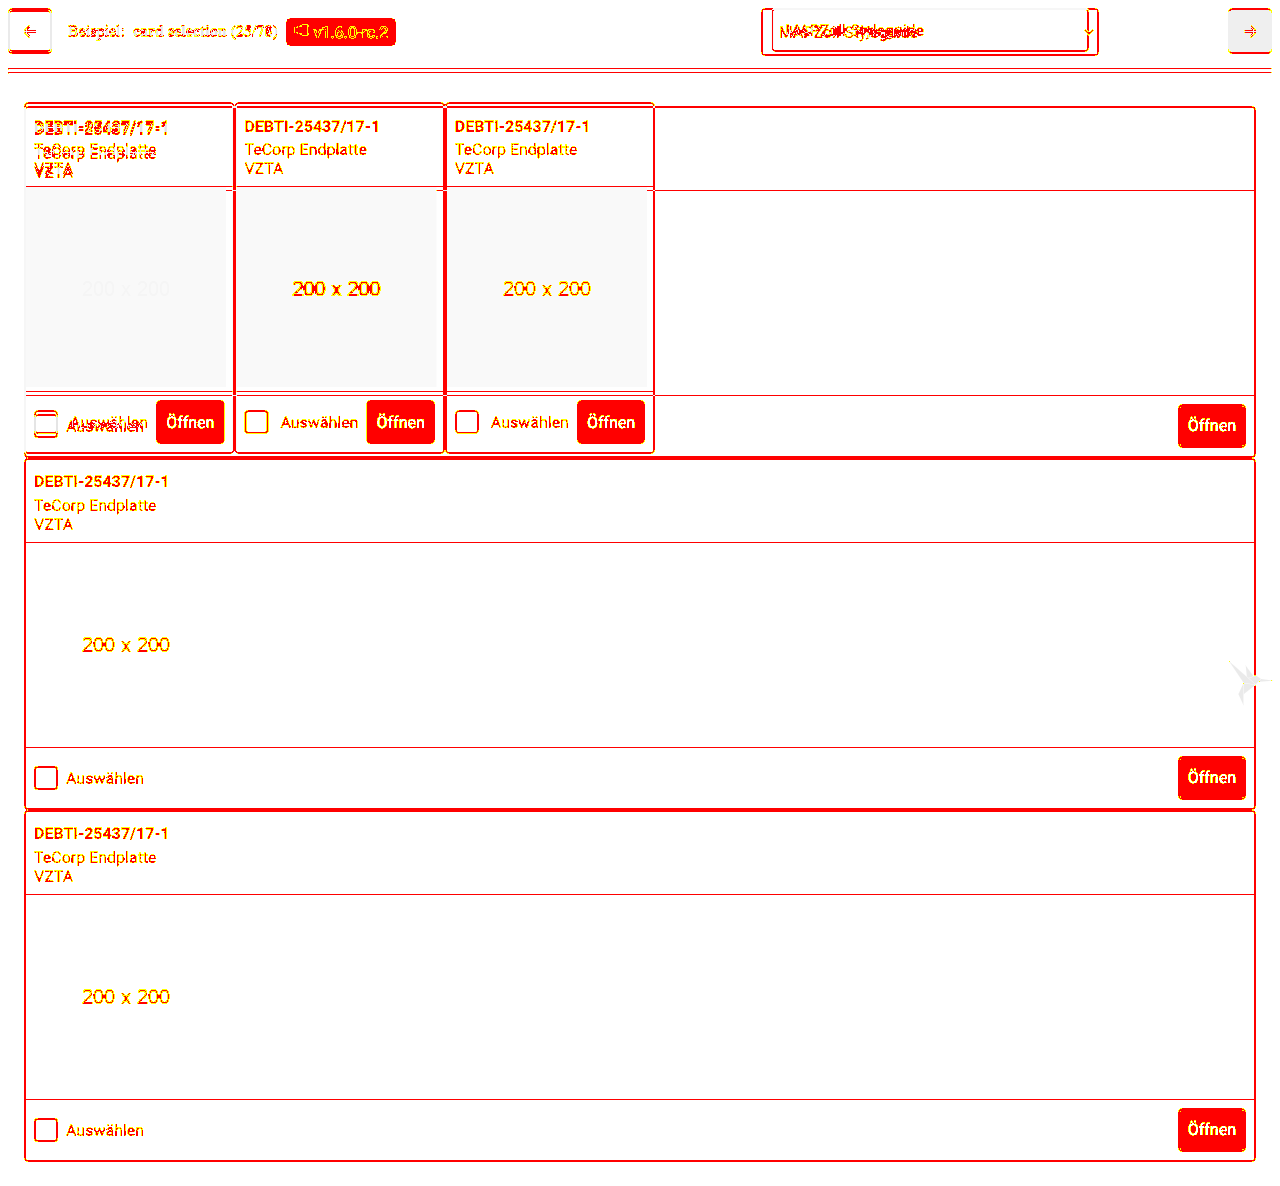 Beispiel: card selection (23/78) v1.6.0-rc.2
DEBTI-25437/17-1 DEBTI-25437/17-1 DEBTI-25437/17-1
TeCorp Endplatte TeCorp Endplatte TeCorp Endplatte
VZTA VZTA VZTA
200 x 200 200 x 200 200 x 200
Auswählen Öffnen Auswählen Öffnen Auswählen Öffnen Öffnen
DEBTI-25437/17-1
TeCorp Endplatte
VZTA
200 x 200
Auswählen Öffnen
DEBTI-25437/17-1
TeCorp Endplatte
VZTA
200 x 200
Auswählen Öffnen